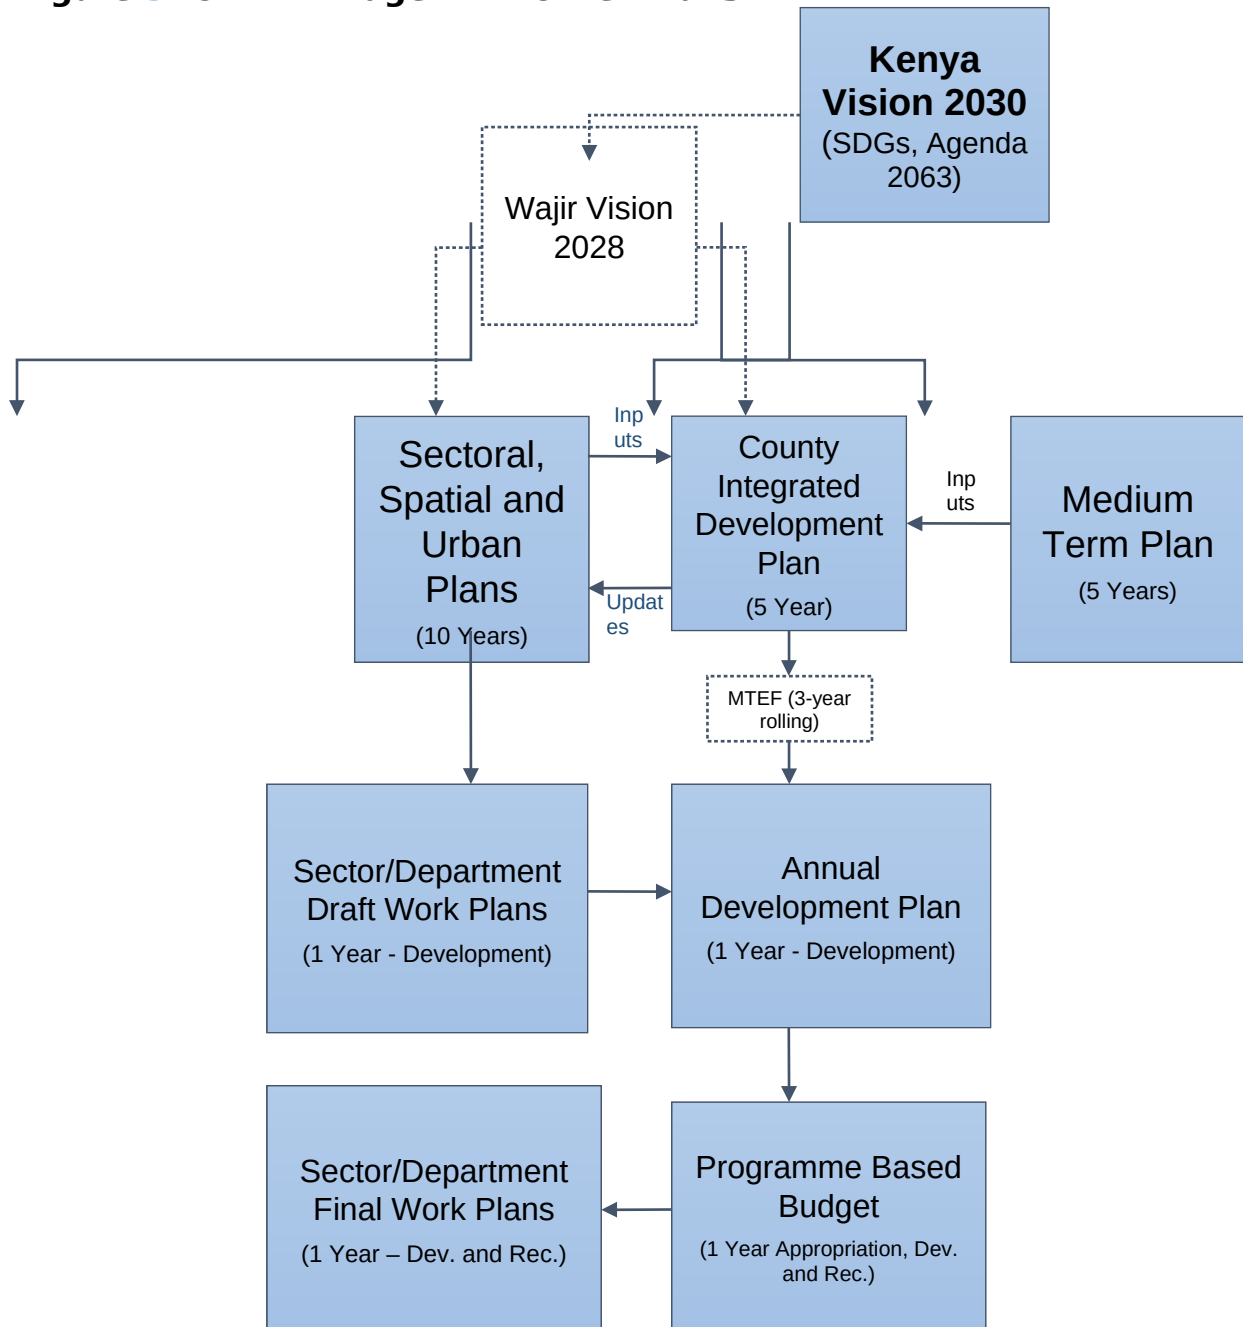 Kenya
Vision 2030
(SDGs, Agenda
2063)
Wajir Vision
2028
Sectoral,
Spatial and
Urban
Plans
(10 Years)
Inp
uts
Updat
es
County
Integrated
Development
Plan
(5 Year)
Inp
uts
Medium
Term Plan
(5 Years)
MTEF (3-year
rolling)
Sector/Department
Draft Work Plans
(1 Year - Development)
Annual
Development Plan
(1 Year - Development)
Sector/Department
Final Work Plans
(1 Year – Dev. and Rec.)
Programme Based
Budget
(1 Year Appropriation, Dev.
and Rec.)